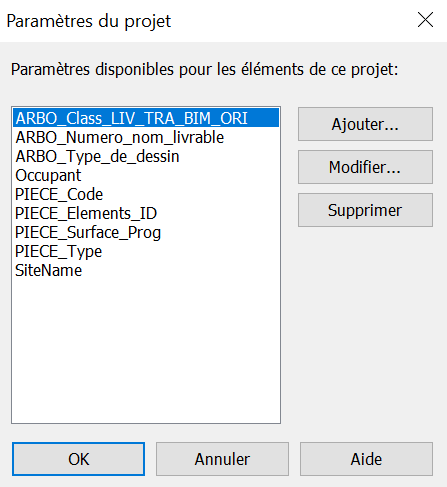 Paramètres du projet
Paramètres disponibles pour les éléments de ce projet:
ARBO_Class_LIV_TRA_BIM_ORI
ARBO_Numero_nom_livrable
ARBO_Type_de_dessin
Occupant
PIECE_Code
PIECE_Elements_ID
PIECE_Surface_Prog
PIECE_Type
SiteName
Ajouter...
Modifier...
Supprimer
OK
Annuler
Aide